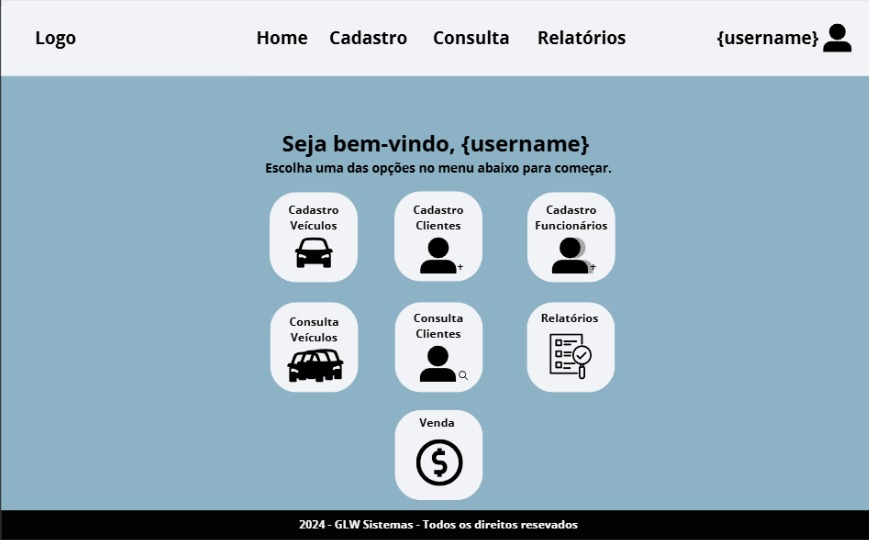 Logo
Home Cadastro Consulta Relatórios
{username}
Seja bem-vindo, {username}
Escolha uma das opções no menu abaixo para começar.
Cadastro
Veículos
Cadastro
Clientes
Cadastro
Funcionários
Consulta
Veículos
Consulta
Clientes
Relatórios
Venda
2024 - GLW Sistemas - Todos os direitos resevados